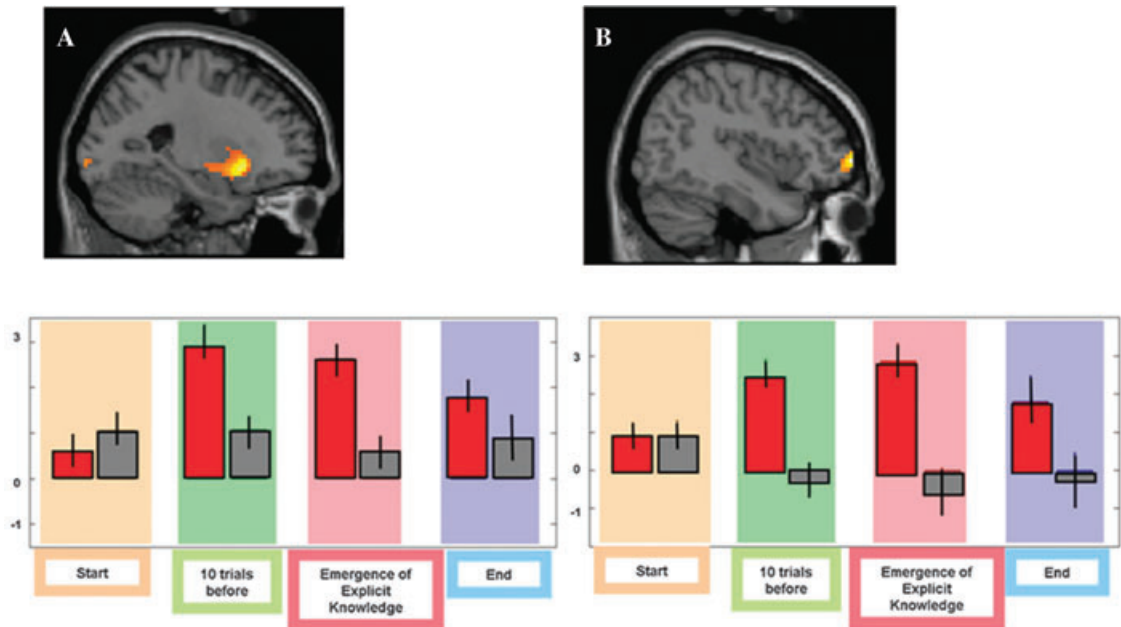 A
B
3
0
-1
Start
10 trials
before
Emergence of
Explicit
Knowledge
End
3
0
-1
Start
10 trials
before
Emergence of
Explicit
Knowledge
End